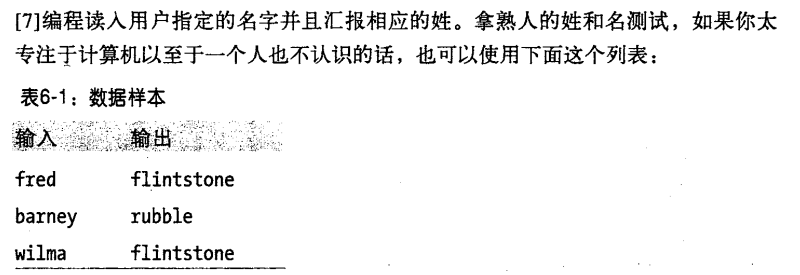 [7]编程读入用户指定的名字并且汇报相应的姓。拿熟人的姓和名测试，如果你太
专注于计算机以至于一个人也不认识的话，也可以使用下面这个列表：
表6-1：数据样本
输入 输出
fred flintstone
barney rubble
wilma flintstone